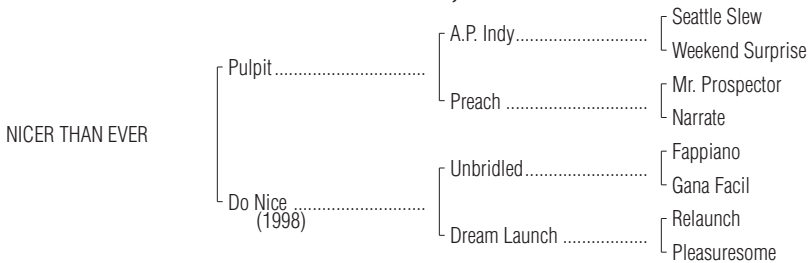 Seattle Slew
A.P. Indy................................
Weekend Surprise
Pulpit....................................
Mr. Prospector
Preach ..................................
Narrate
NICER THAN EVER
Fappiano
Unbridled..............................
Gana Facil
Do Nice ................................
(1998)
Relaunch
Dream Launch .....................
Pleasuresome